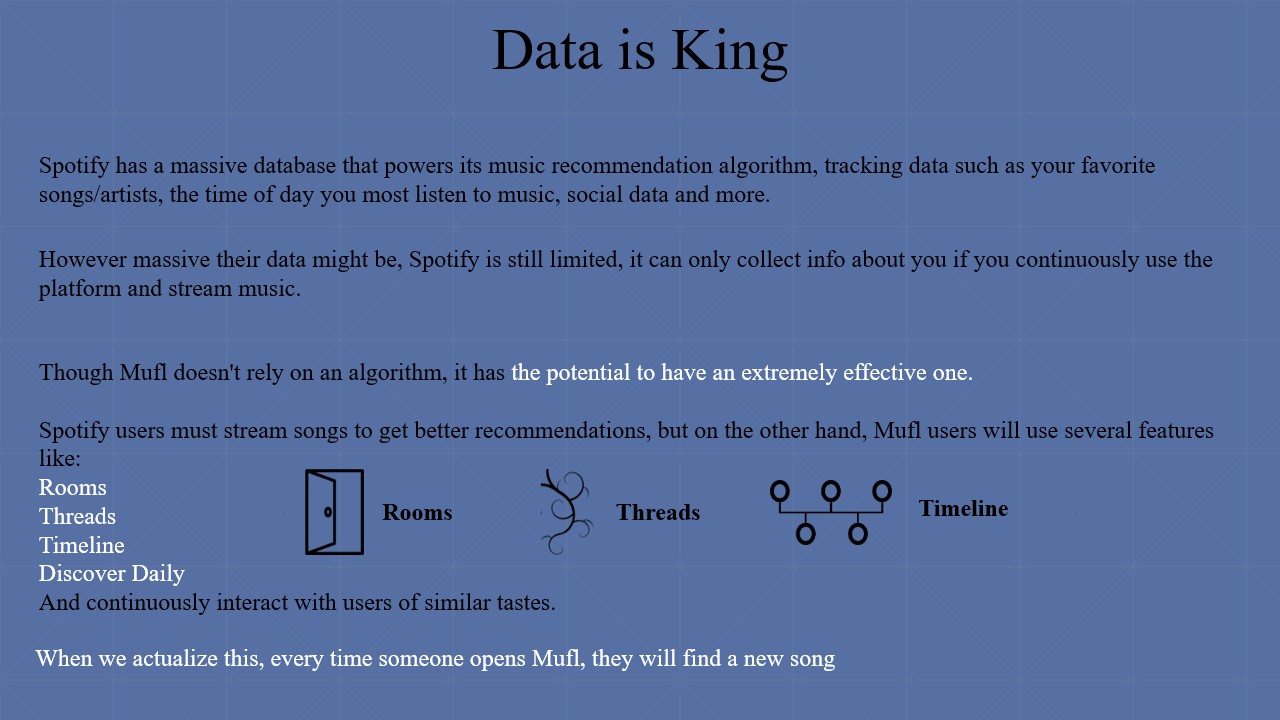 Data is King
Spotify has a massive database that powers its music recommendation algorithm, tracking data such as your favorite
songs/artists, the time of day you most listen to music, social data and more.
However massive their data might be, Spotify is still limited, it can only collect info about you if you continuously use the
platform and stream music.
Though Mufl doesn't rely on an algorithm, it has the potential to have an extremely effective one.
Spotify users must stream songs to get better recommendations, but on the other hand, Mufl users will use several features
like:
Rooms
Threads
Timeline
Discover Daily
And continuously interact with users of similar tastes.
Rooms
Threads
Timeline
When we actualize this, every time someone opens Mufl, they will find a new song